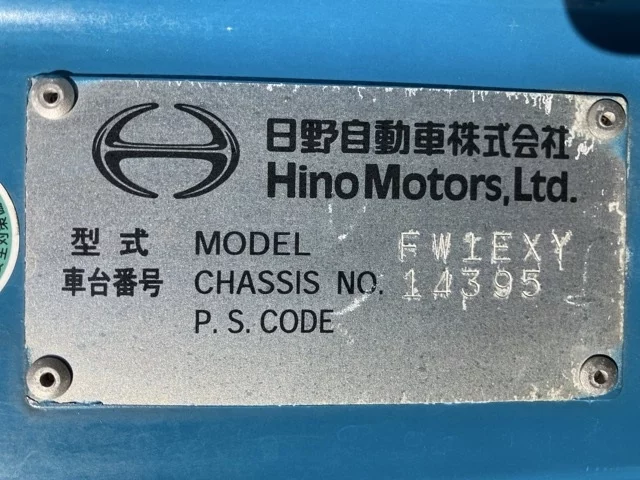 日野自動車株式会社
Hino Motors, Ltd.
型式 MODEL FW1EXY
車台番号 CHASSIS NO. 14395
P. S. CODE